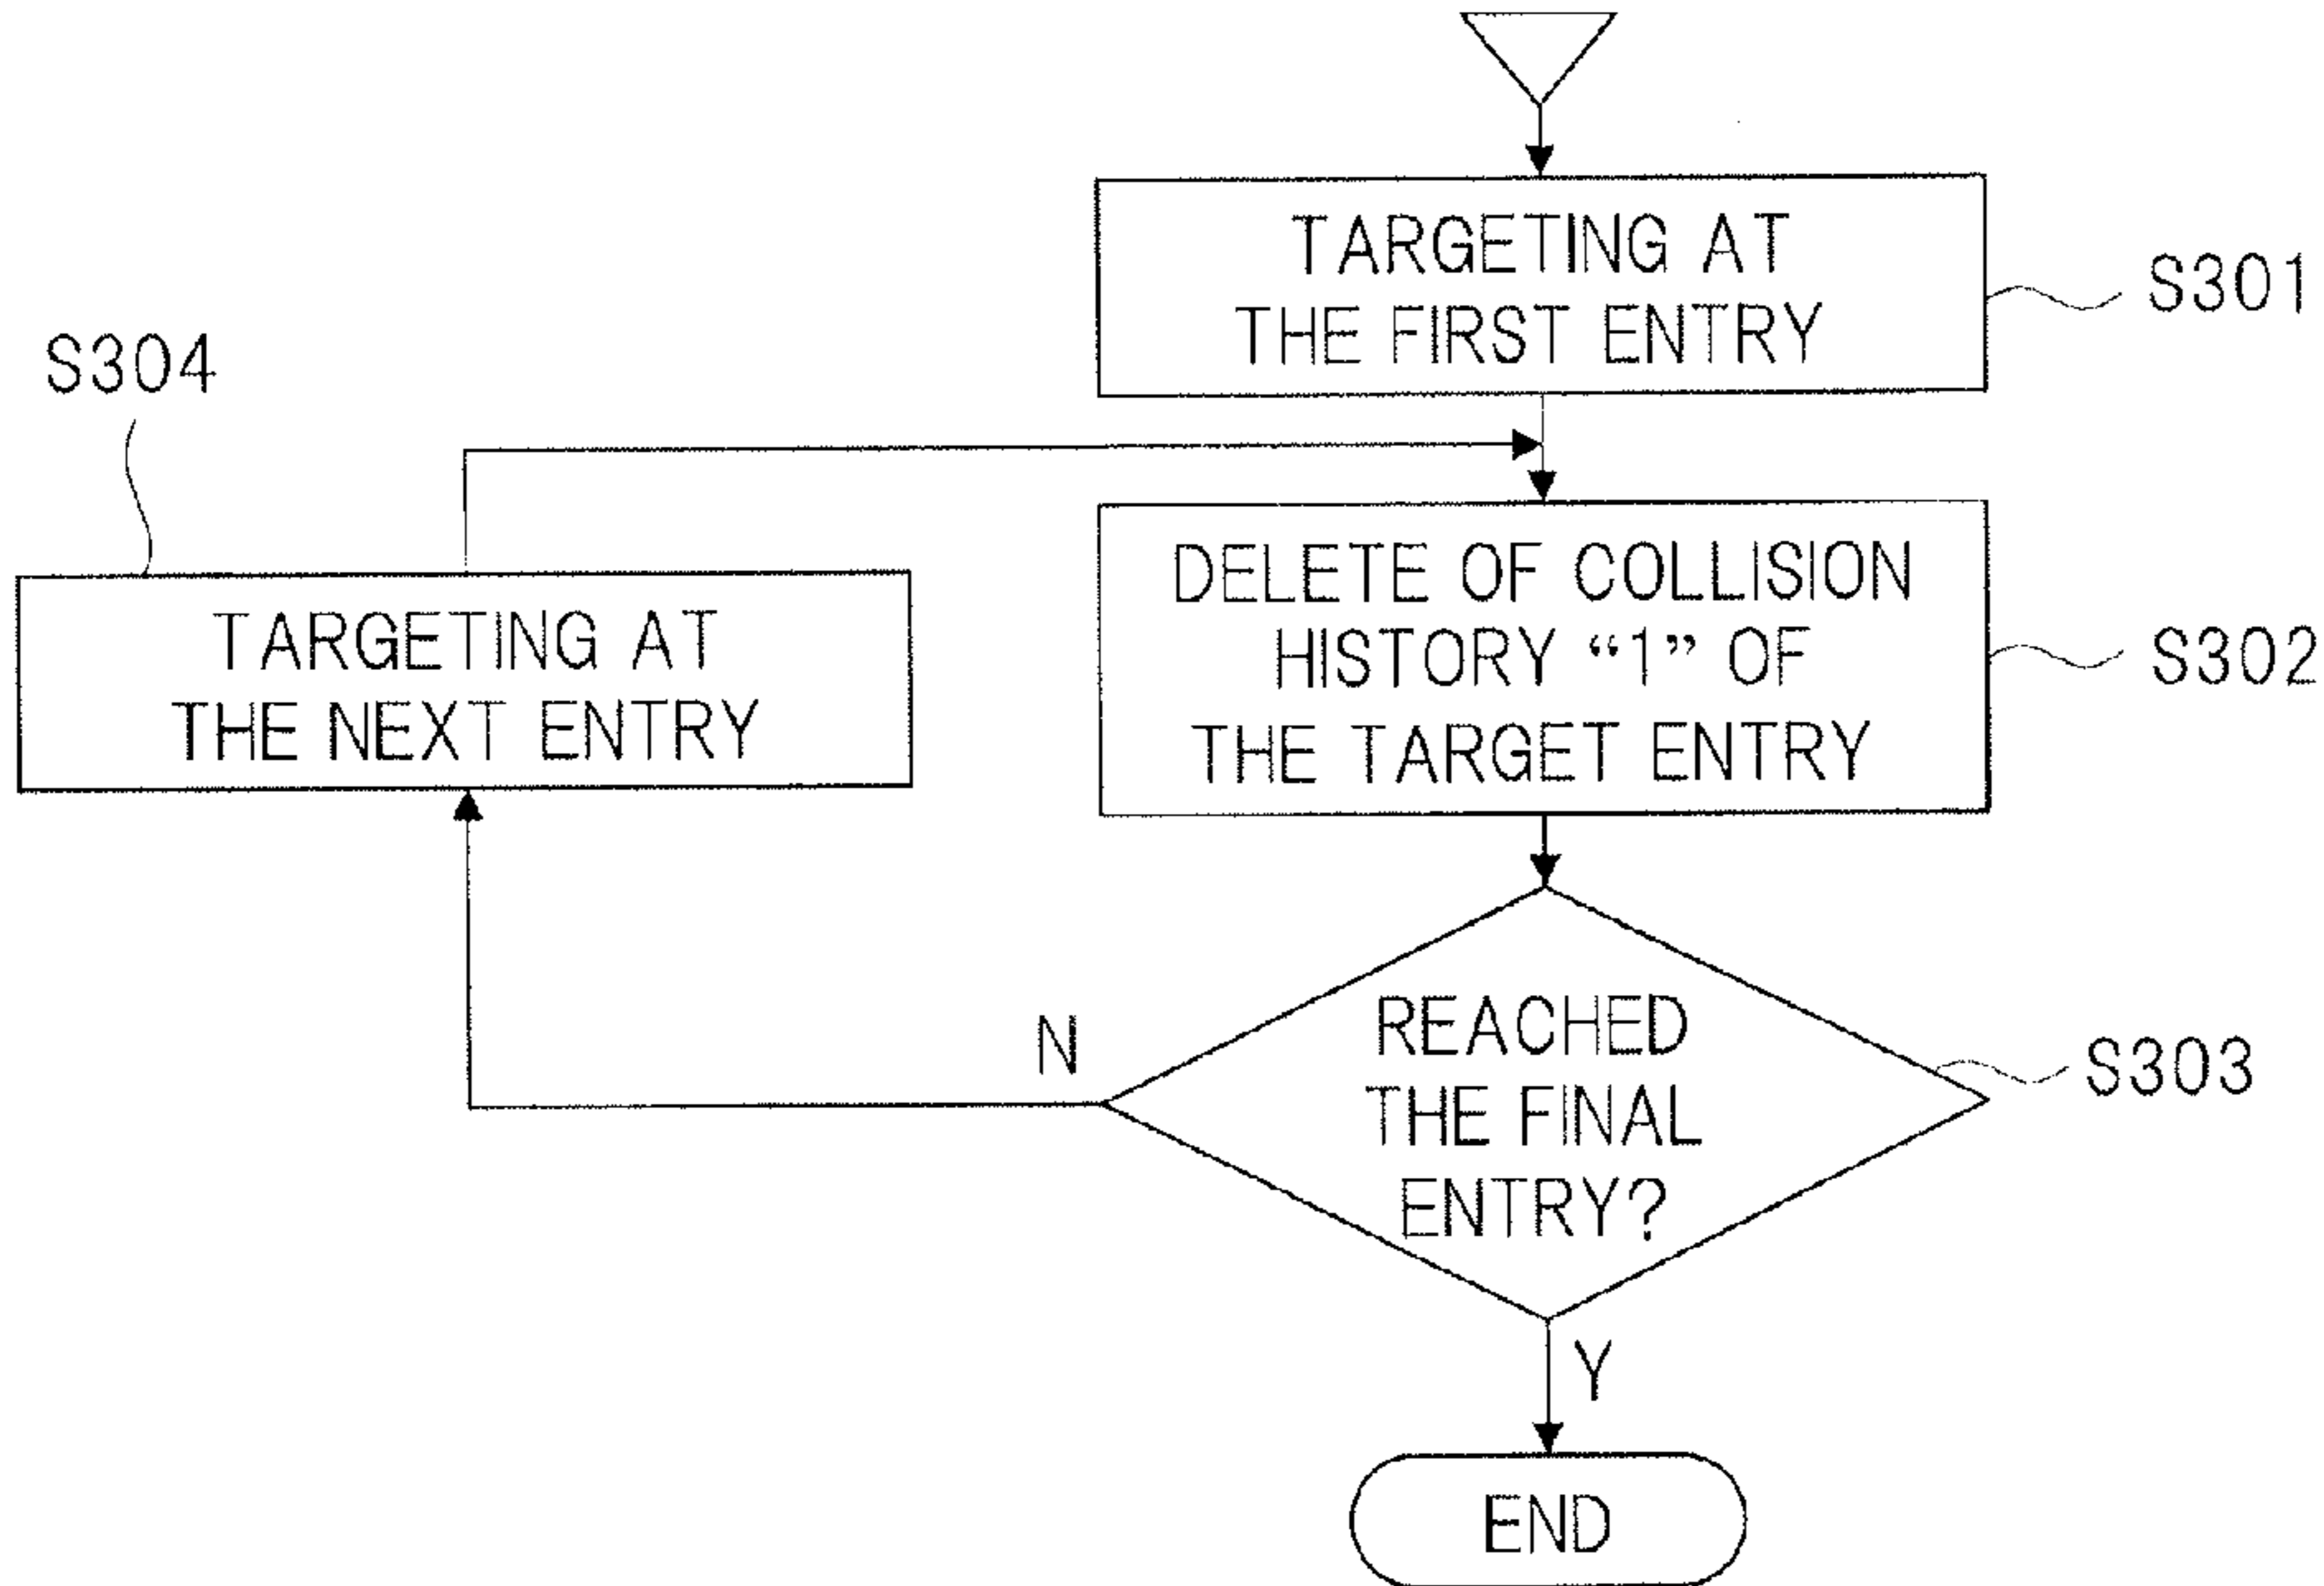 TARGETING AT
THE FIRST ENTRY
S301
S304
TARGETING AT
THE NEXT ENTRY
DELETE OF COLLISION
HISTORY “1” OF
THE TARGET ENTRY
S302
REACHED
THE FINAL
ENTRY?
S303
N
Y
END